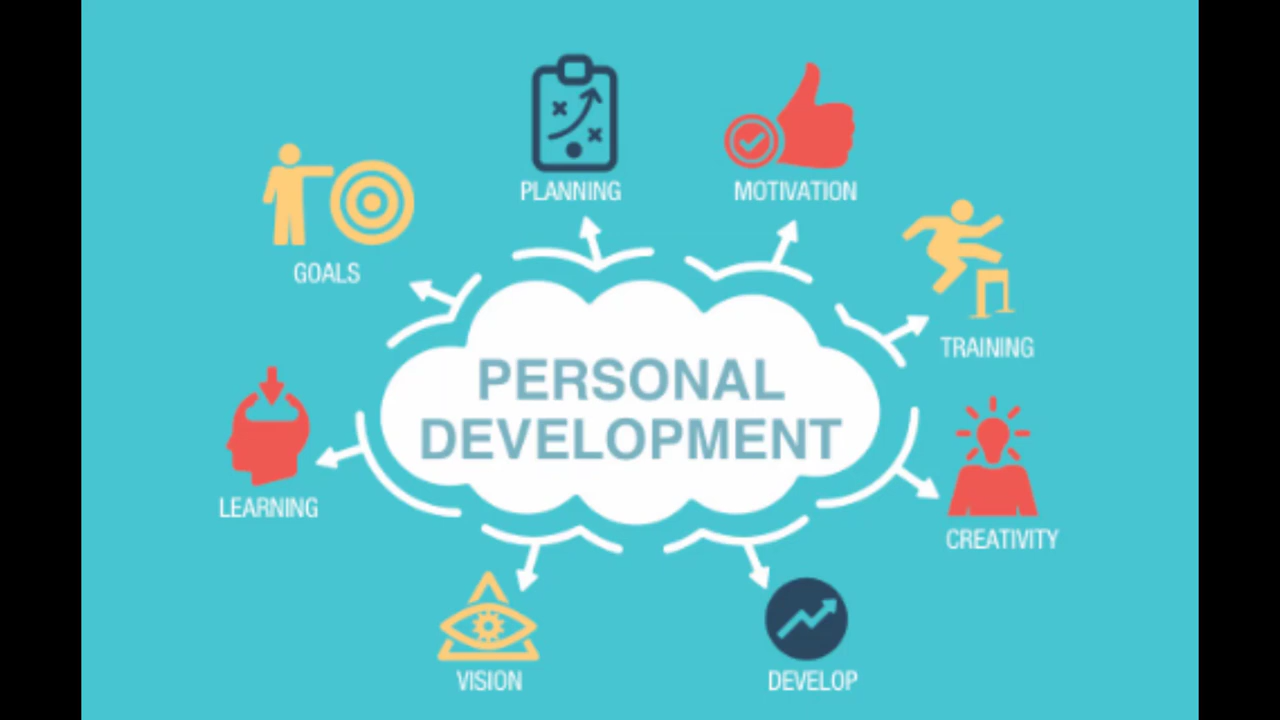 PLANNING
MOTIVATION
GOALS
TRAINING
PERSONAL
DEVELOPMENT
LEARNING
CREATIVITY
VISION
DEVELOP